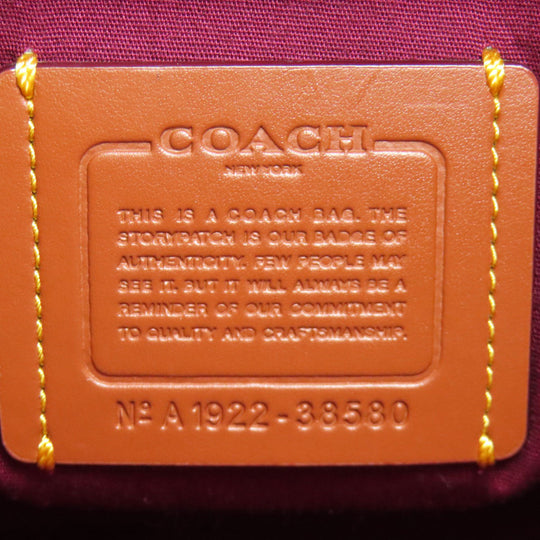 COACH
NEW YORK
THIS IS A COACH BAG. THE
STORYPATCH IS OUR BADGE OF
AUTHENTICITY. FEW PEOPLE MAY
SEE IT. BUT IT WILL ALWAYS BE A
REMINDER OF OUR COMMITMENT
TO QUALITY AND CRAFTSMANSHIP.
Nº A1922-38580